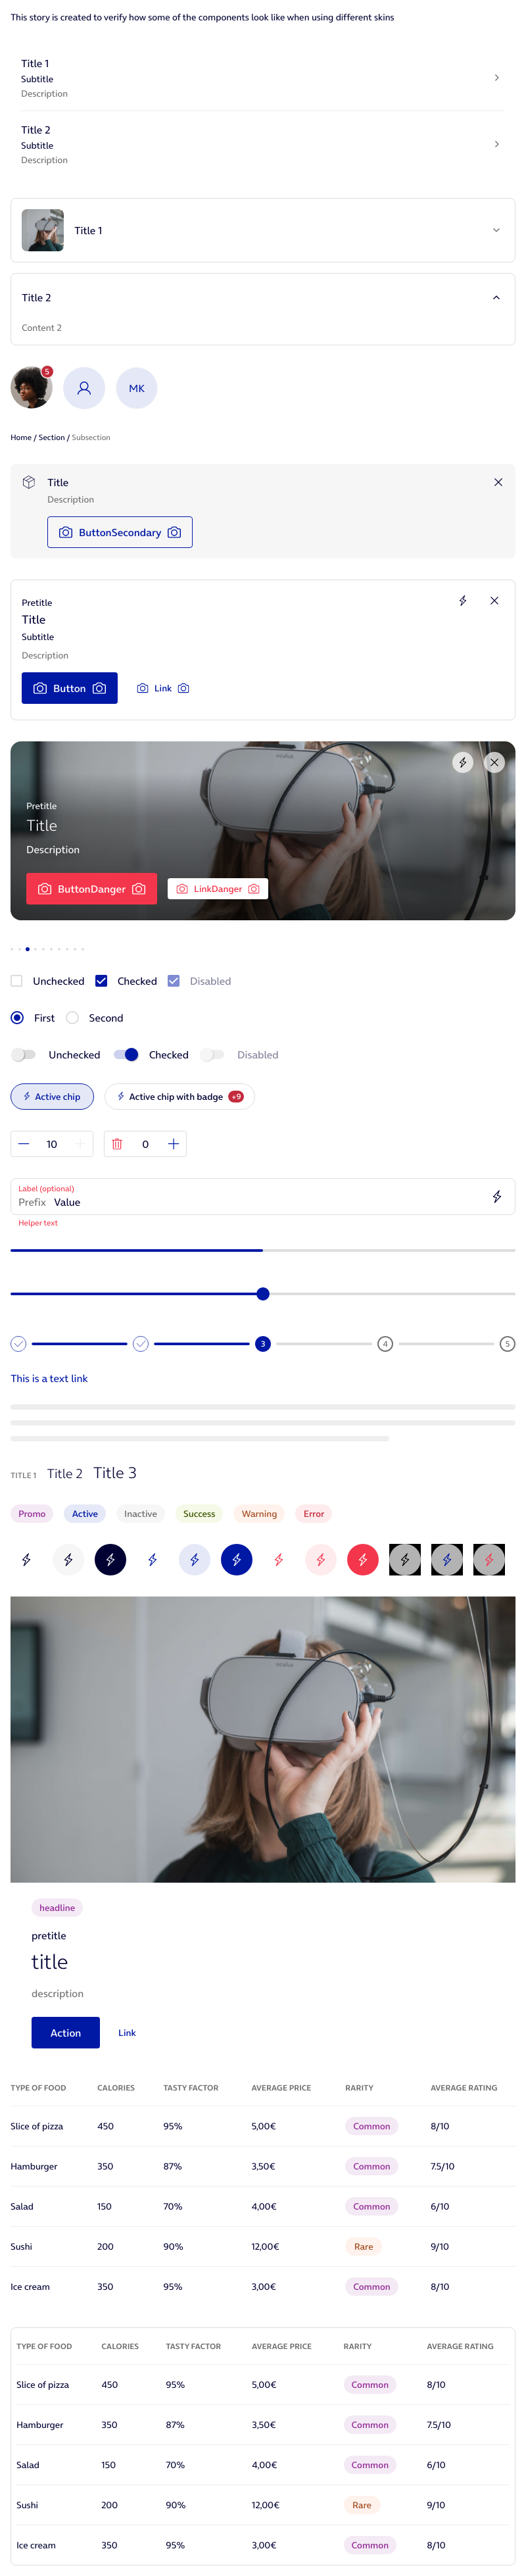 This story is created to verify how some of the components look like when using different skins
Title 1
Subtitle
Description
Title 2
Subtitle
Description
Title 1
Title 2
Content 2
5
MK
Home / Section / Subsection
Title
Description
ButtonSecondary
Pretitle
Title
Subtitle
Description
Button Link
oculus
Pretitle
Title
Description
ButtonDanger LinkDanger
Unchecked Checked Disabled
First Second
Unchecked Checked Disabled
Active chip Active chip with badge +9
10 0
Label (optional)
Prefix Value
Helper text
3 4 5
This is a text link
TITLE 1 Title 2 Title 3
Promo Active Inactive Success Warning Error
oculus
headline
pretitle
title
description
Action Link
TYPE OF FOOD CALORIES TASTY FACTOR AVERAGE PRICE RARITY AVERAGE RATING
Slice of pizza 450 95% 5,00€ Common 8/10
Hamburger 350 87% 3,50€ Common 7.5/10
Salad 150 70% 4,00€ Common 6/10
Sushi 200 90% 12,00€ Rare 9/10
Ice cream 350 95% 3,00€ Common 8/10
TYPE OF FOOD CALORIES TASTY FACTOR AVERAGE PRICE RARITY AVERAGE RATING
Slice of pizza 450 95% 5,00€ Common 8/10
Hamburger 350 87% 3,50€ Common 7.5/10
Salad 150 70% 4,00€ Common 6/10
Sushi 200 90% 12,00€ Rare 9/10
Ice cream 350 95% 3,00€ Common 8/10